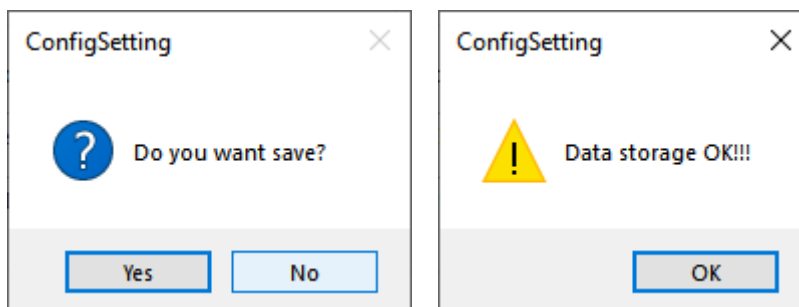 ConfigSetting
? Do you want save?
Yes No
ConfigSetting
! Data storage OK!!!
OK